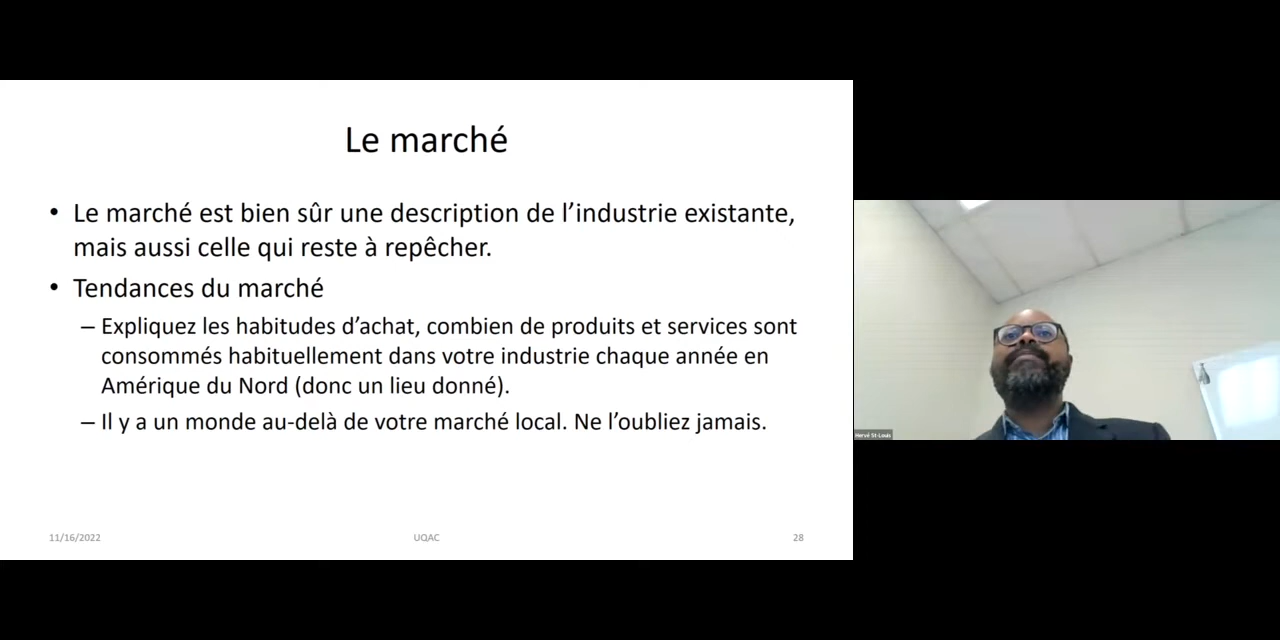 Le marché
• Le marché est bien sûr une description de l’industrie existante,
mais aussi celle qui reste à repêcher.
• Tendances du marché
– Expliquez les habitudes d’achat, combien de produits et services sont
consommés habituellement dans votre industrie chaque année en
Amérique du Nord (donc un lieu donné).
– Il y a un monde au-delà de votre marché local. Ne l’oubliez jamais.
11/16/2022
UQAC
28
Hervé St-Louis